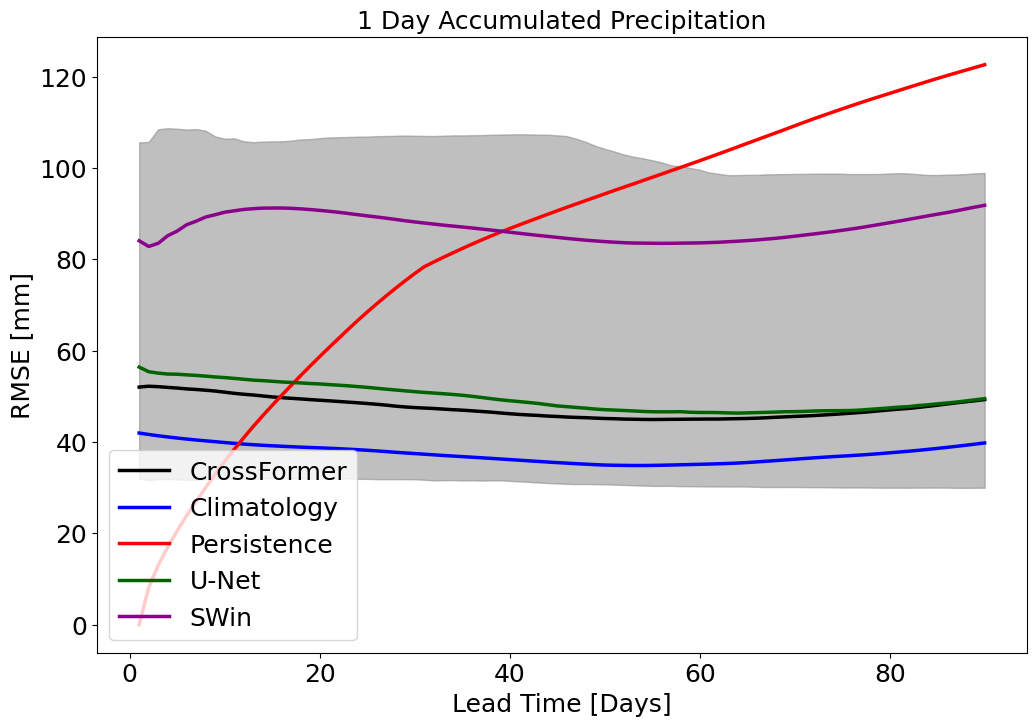 1 Day Accumulated Precipitation
RMSE [mm]
120
100
80
60
40
20
0
CrossFormer
Climatology
Persistence
U-Net
SWin
0 20 40 60 80
Lead Time [Days]